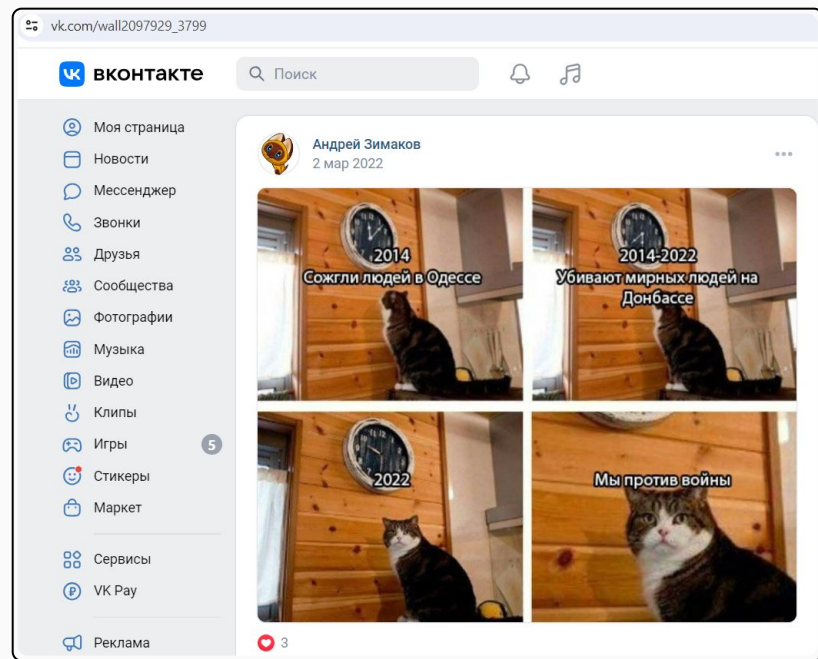 vk.com/wall2097929_3799
вконтакте
Поиск
Моя страница
Новости
Мессенджер
Звонки
Друзья
Сообщества
Фотографии
Музыка
Видео
Клипы
Игры
5
Стикеры
Маркет
Сервисы
VK Pay
Реклама
Андрей Зимаков
2 мар 2022
2014
Сожгли людей в Одессе
2014-2022
Убивают мирных людей на
Донбассе
2022
Мы против войны
3